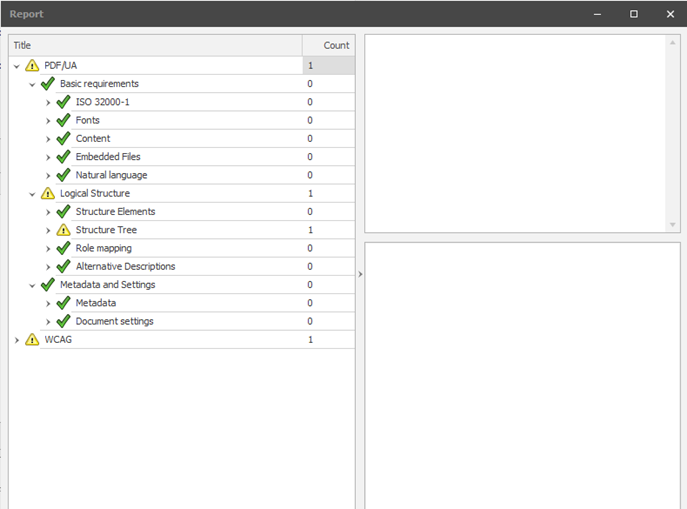 Report
Title Count
PDF/UA 1
Basic requirements 0
ISO 32000-1 0
Fonts 0
Content 0
Embedded Files 0
Natural language 0
Logical Structure 1
Structure Elements 0
Structure Tree 1
Role mapping 0
Alternative Descriptions 0
Metadata and Settings 0
Metadata 0
Document settings 0
WCAG 1